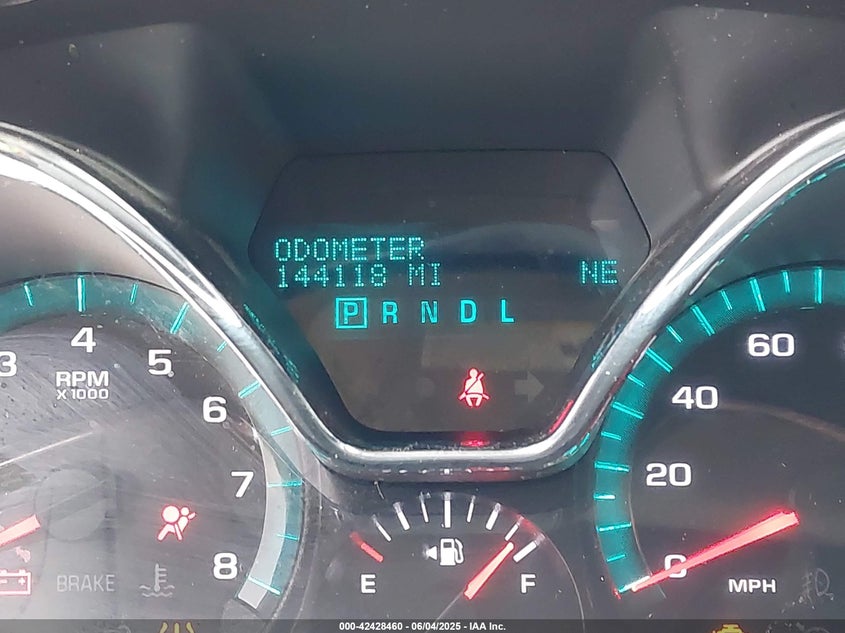 ODOMETER
144118 MI NE
P R N D L
3 4 5 6 7 8
RPM
X 1000
BRAKE
E F
0 20 40 60
MPH
000-42428460 - 06/04/2025 - IAA Inc.